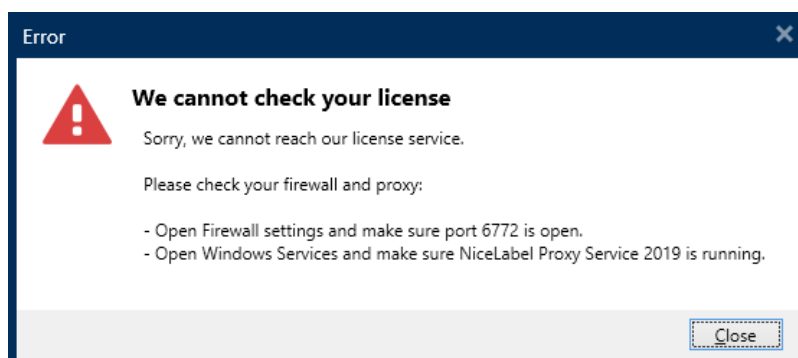 Error
We cannot check your license
Sorry, we cannot reach our license service.
Please check your firewall and proxy:
- Open Firewall settings and make sure port 6772 is open.
- Open Windows Services and make sure NiceLabel Proxy Service 2019 is running.
Close